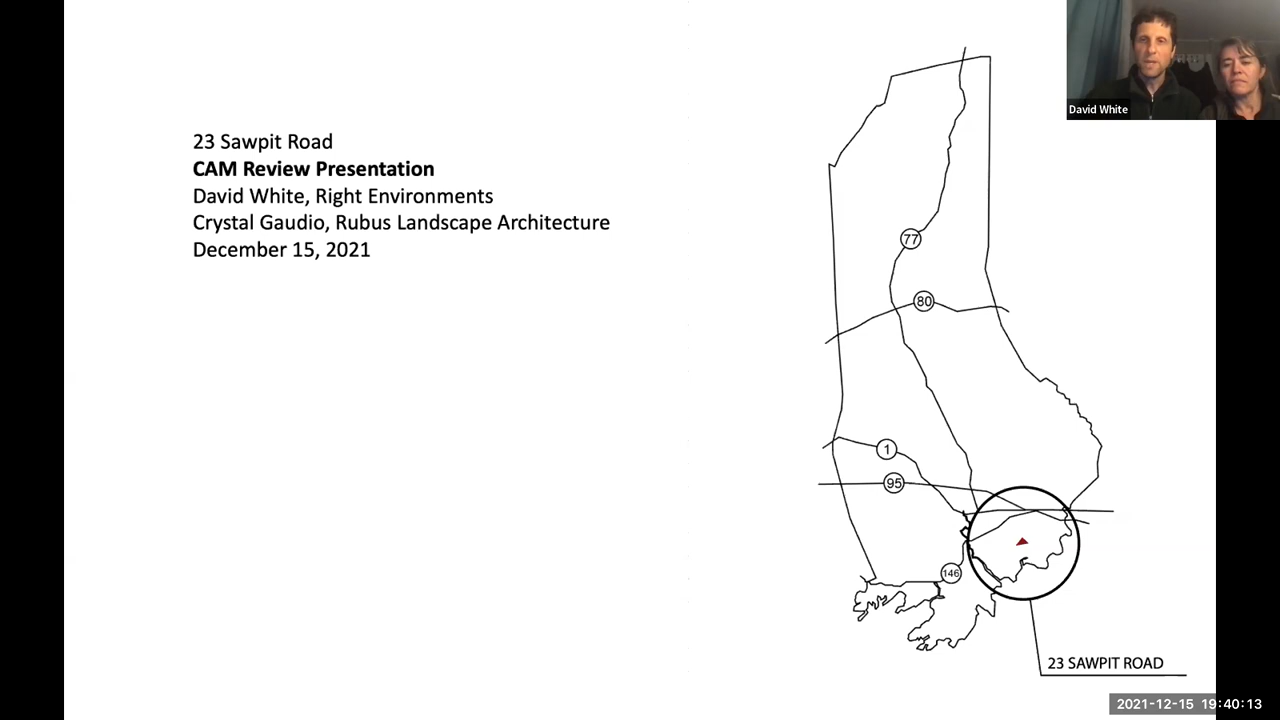 David White
23 Sawpit Road
CAM Review Presentation
David White, Right Environments
Crystal Gaudio, Rubus Landscape Architecture
December 15, 2021
77
80
1
95
146
23 SAWPIT ROAD
2021-12-15 19:40:13